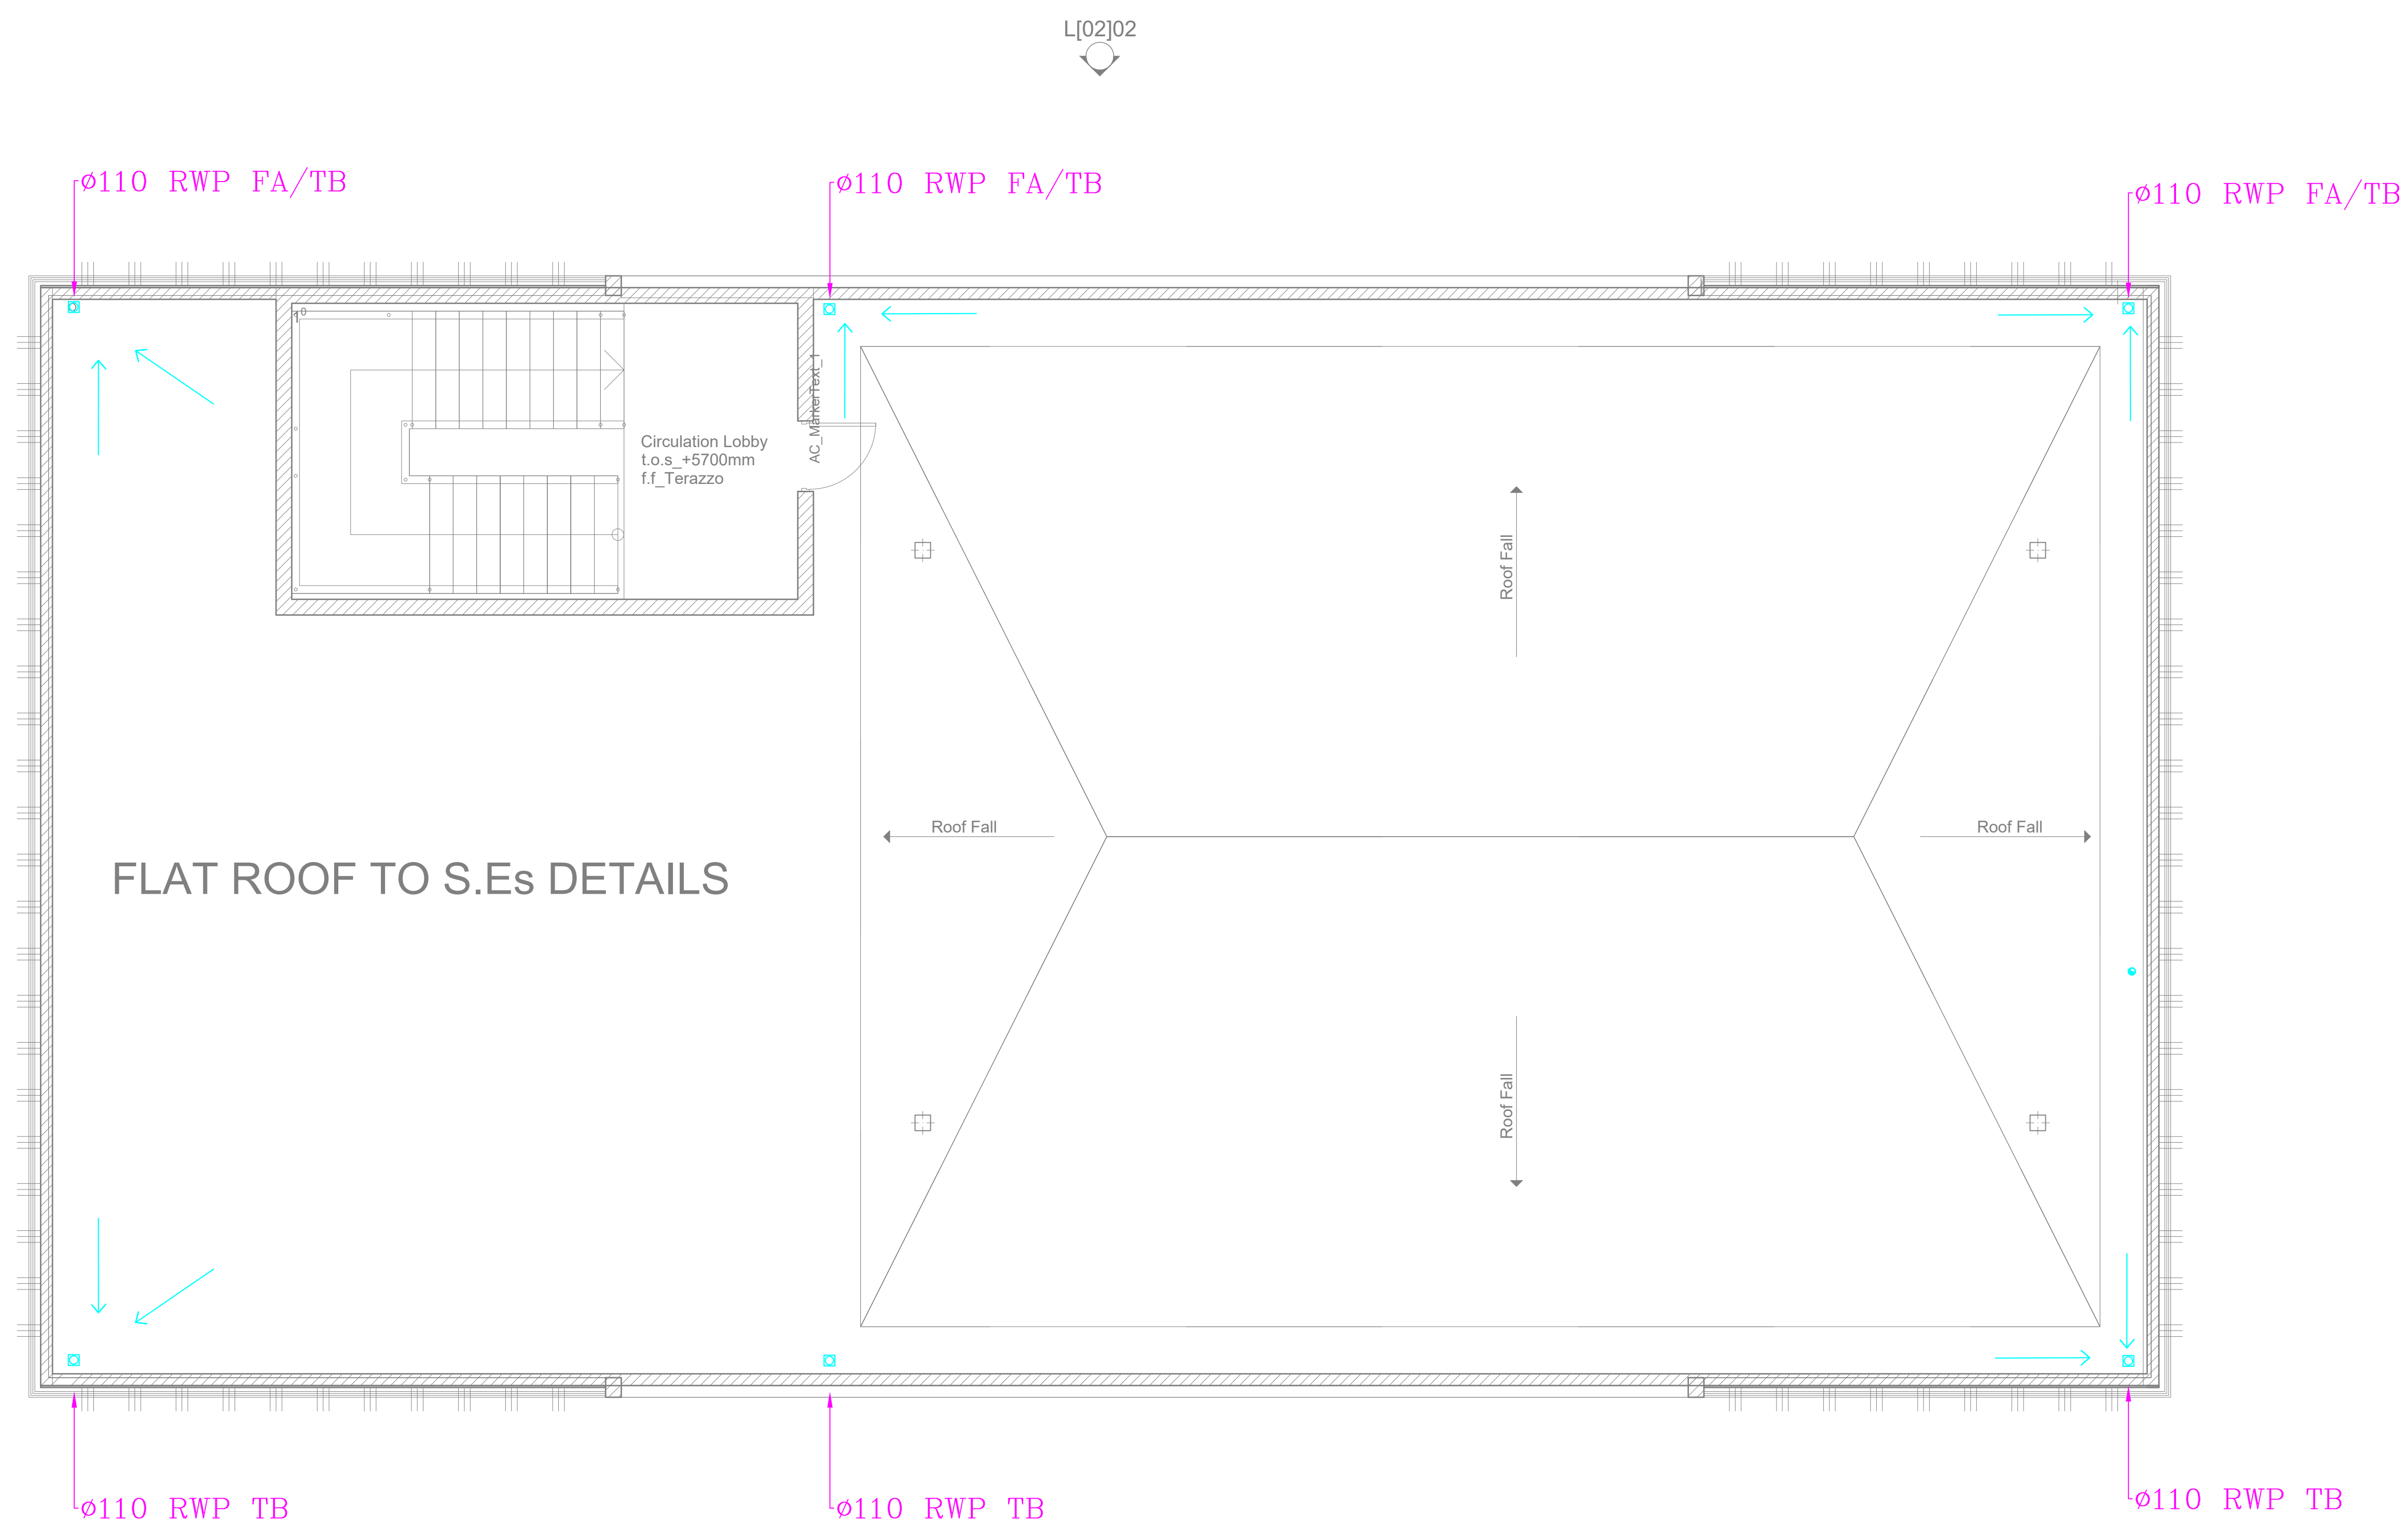 L[02]02
ø110 RWP FA/TB
ø110 RWP FA/TB
ø110 RWP FA/TB
10
AC_MarkerText_1
Circulation Lobby
t.o.s_+5700mm
f.f_Terazzo
Roof Fall
Roof Fall
Roof Fall
FLAT ROOF TO S.Es DETAILS
Roof Fall
ø110 RWP TB
ø110 RWP TB
ø110 RWP TB